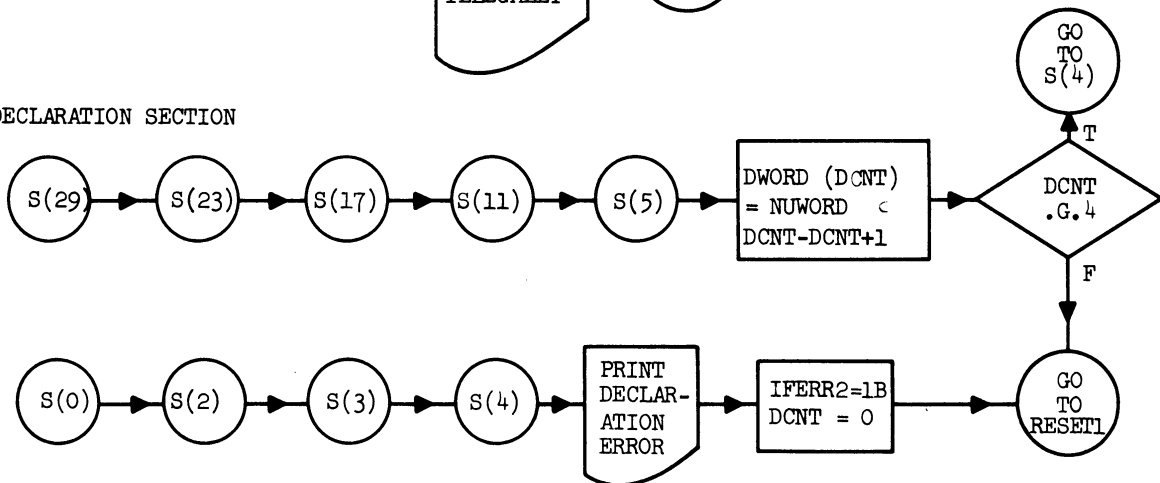 GO
TO
S(4)
DECLARATION SECTION
T
S(29)
S(23)
S(17)
S(11)
S(5)
DWORD (DCNT)
= NUWORD
DCNT-DCNT+1
DCNT
.G.4
F
S(0)
S(2)
S(3)
S(4)
PRINT
DECLAR-
ATION
ERROR
IFERR2=1B
DCNT = 0
GO
TO
RESET1